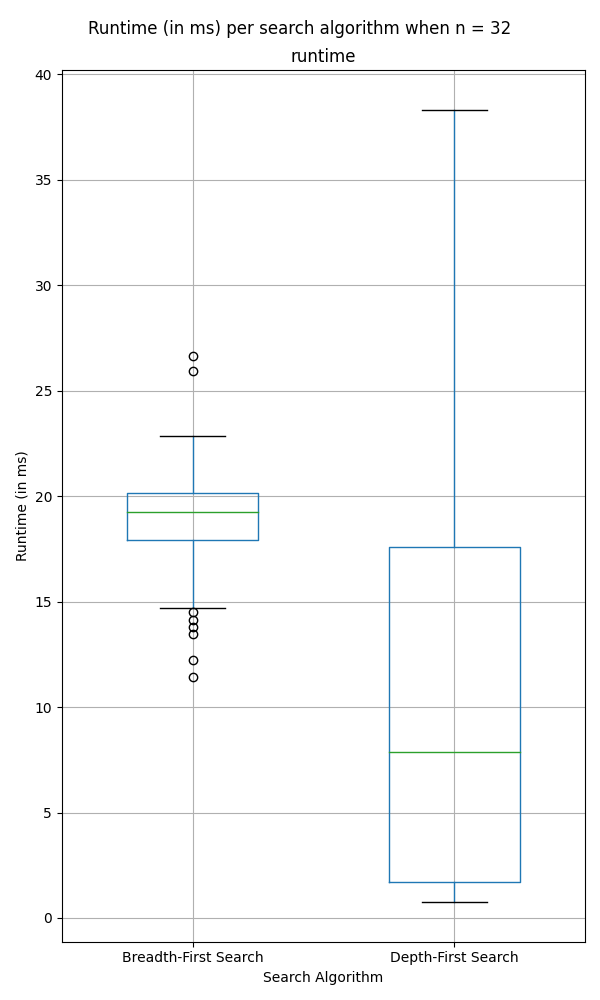 Runtime (in ms) per search algorithm when n = 32
runtime
40
35
30
25
20
15
10
5
0
Runtime (in ms)
Breadth-First Search Depth-First Search
Search Algorithm